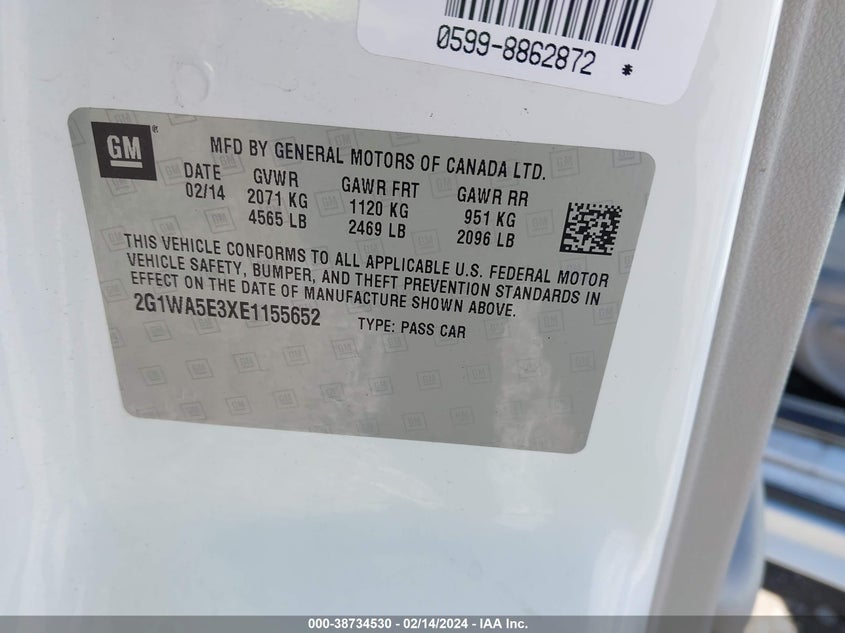 0599-8862872 *
GM ®
MFD BY GENERAL MOTORS OF CANADA LTD.
DATE GVWR GAWR FRT GAWR RR
02/14 2071 KG 1120 KG 951 KG
4565 LB 2469 LB 2096 LB
THIS VEHICLE CONFORMS TO ALL APPLICABLE U.S. FEDERAL MOTOR
VEHICLE SAFETY, BUMPER, AND THEFT PREVENTION STANDARDS IN
EFFECT ON THE DATE OF MANUFACTURE SHOWN ABOVE.
2G1WA5E3XE1155652 TYPE: PASS CAR
000-38734530 - 02/14/2024 - IAA Inc.